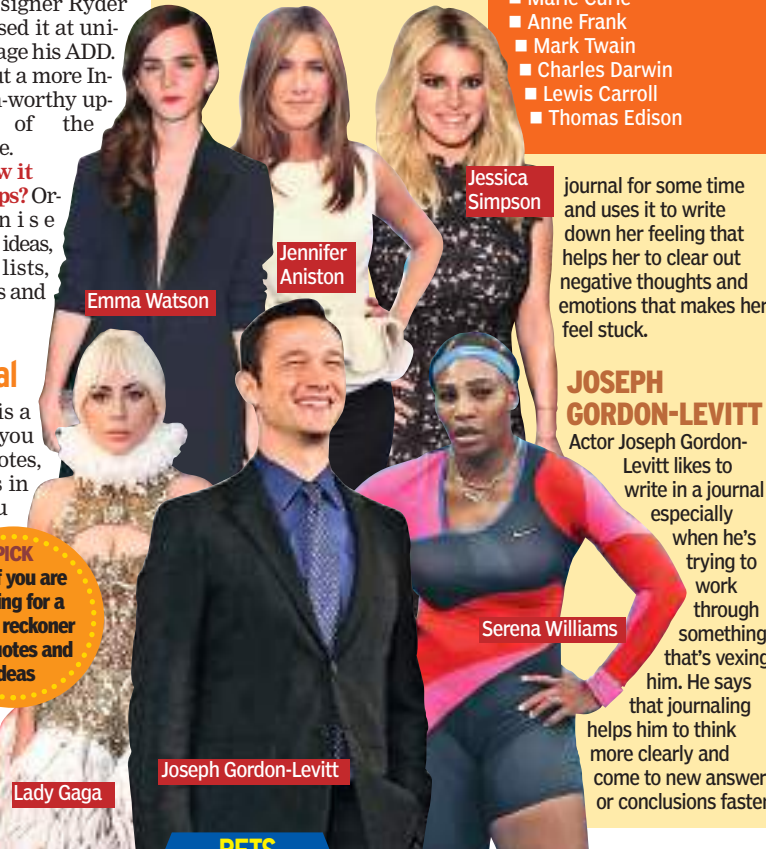 signer Ryder
sed it at uni-
age his ADD.
ut a more In-
-worthy up-
of the
e.
w it
ps? Or-
n i s e
ideas,
lists,
s and
al
is a
you
otes,
s in
u
PICK
f you are
ing for a
reckoner
uotes and
deas
Emma Watson
Jennifer
Aniston
Jessica
Simpson
Lady Gaga
Joseph Gordon-Levitt
Serena Williams
PETS
■ Marie Curie
■ Anne Frank
■ Mark Twain
■ Charles Darwin
■ Lewis Carroll
■ Thomas Edison
journal for some time
and uses it to write
down her feeling that
helps her to clear out
negative thoughts and
emotions that makes her
feel stuck.
JOSEPH
GORDON-LEVITT
Actor Joseph Gordon-
Levitt likes to
write in a journal
especially
when he's
trying to
work
through
something
that's vexing
him. He says
that journaling
helps him to think
more clearly and
come to new answer
or conclusions faster